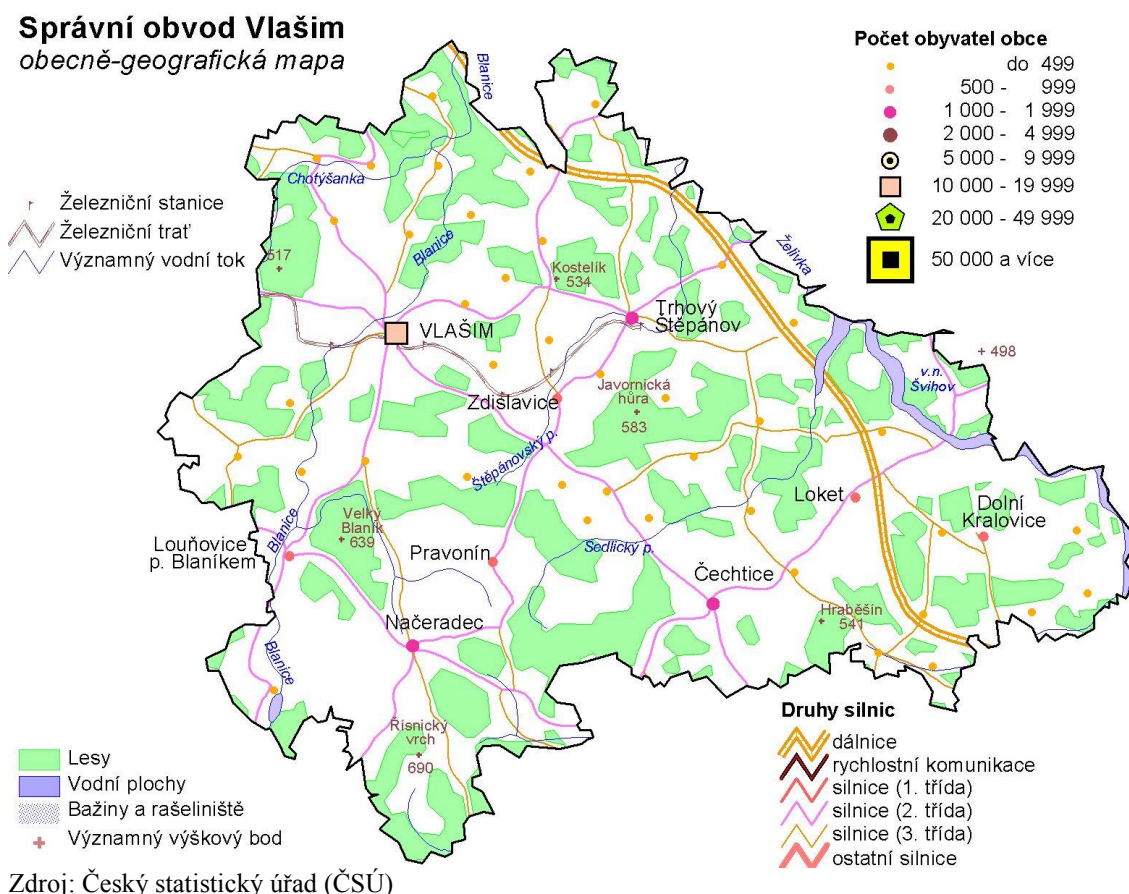 Správní obvod Vlašim
obecně-geografická mapa
Počet obyvatel obce
do 499
500 - 999
1 000 - 1 999
2 000 - 4 999
5 000 - 9 999
10 000 - 19 999
20 000 - 49 999
50 000 a více
Železniční stanice
Železniční trať
Významný vodní tok
Blanice
Chotýšanka
Blanice
517
Kostelík
534
Želivka
Trhový
Štěpánov
VLAŠIM
498
v.n.
Švihov
Javornická
hůra
583
Zdislavice
Štěpánovský p.
Loket
Dolní
Kralovice
Velký
Blaník
639
Blanice
Louňovice
p. Blaníkem
Pravonín
Sedlický p.
Čechtice
Hraběšín
541
Načeradec
Blanice
Řísnický
vrch
690
Lesy
Vodní plochy
Bažiny a rašeliniště
Významný výškový bod
Druhy silnic
dálnice
rychlostní komunikace
silnice (1. třída)
silnice (2. třída)
silnice (3. třída)
ostatní silnice
Zdroj: Český statistický úřad (ČSÚ)